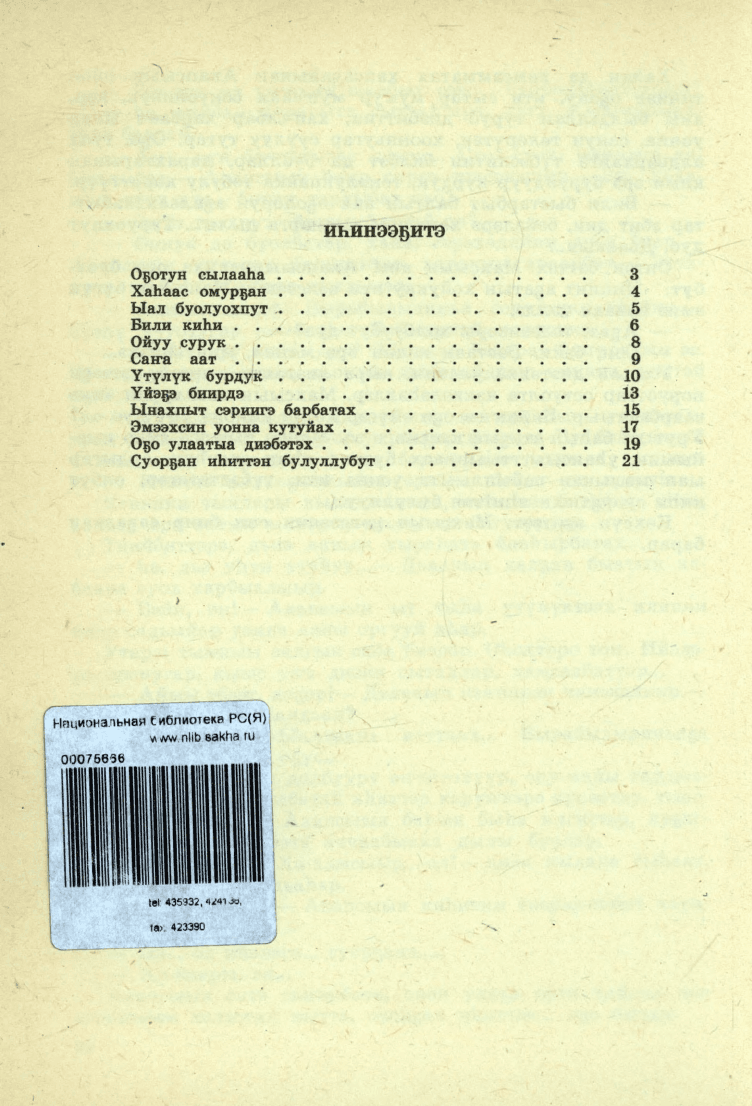 ИҺИНЭЭҔИТЭ
Оҕотун сылааһа . . . . . . . . . . . . . . . 3
Хаһаас омурҕан . . . . . . . . . . . . . . . 4
Ыал буолуохпут . . . . . . . . . . . . . . . 5
Били киһи . . . . . . . . . . . . . . . . 6
Ойуу сурук . . . . . . . . . . . . . . . . . 8
Саҥа аат . . . . . . . . . . . . . . . . . 9
Үтүлүк бурдук . . . . . . . . . . . . . . . . 10
Үйэҕэ биирдэ . . . . . . . . . . . . . . . . 13
Ынахпыт сэриигэ барбатах . . . . . . . . . . . 15
Эмээхсин уонна кутуйах . . . . . . . . . . . . 17
Оҕо улаатыа диэбэтэх . . . . . . . . . . . . . 19
Суорҕан иһиттэн булуллубут . . . . . . . . . . 21
Национальная библиотека РС(Я)
www.nlib.sakha.ru
00075636
tel: 435932,
fax: 423390